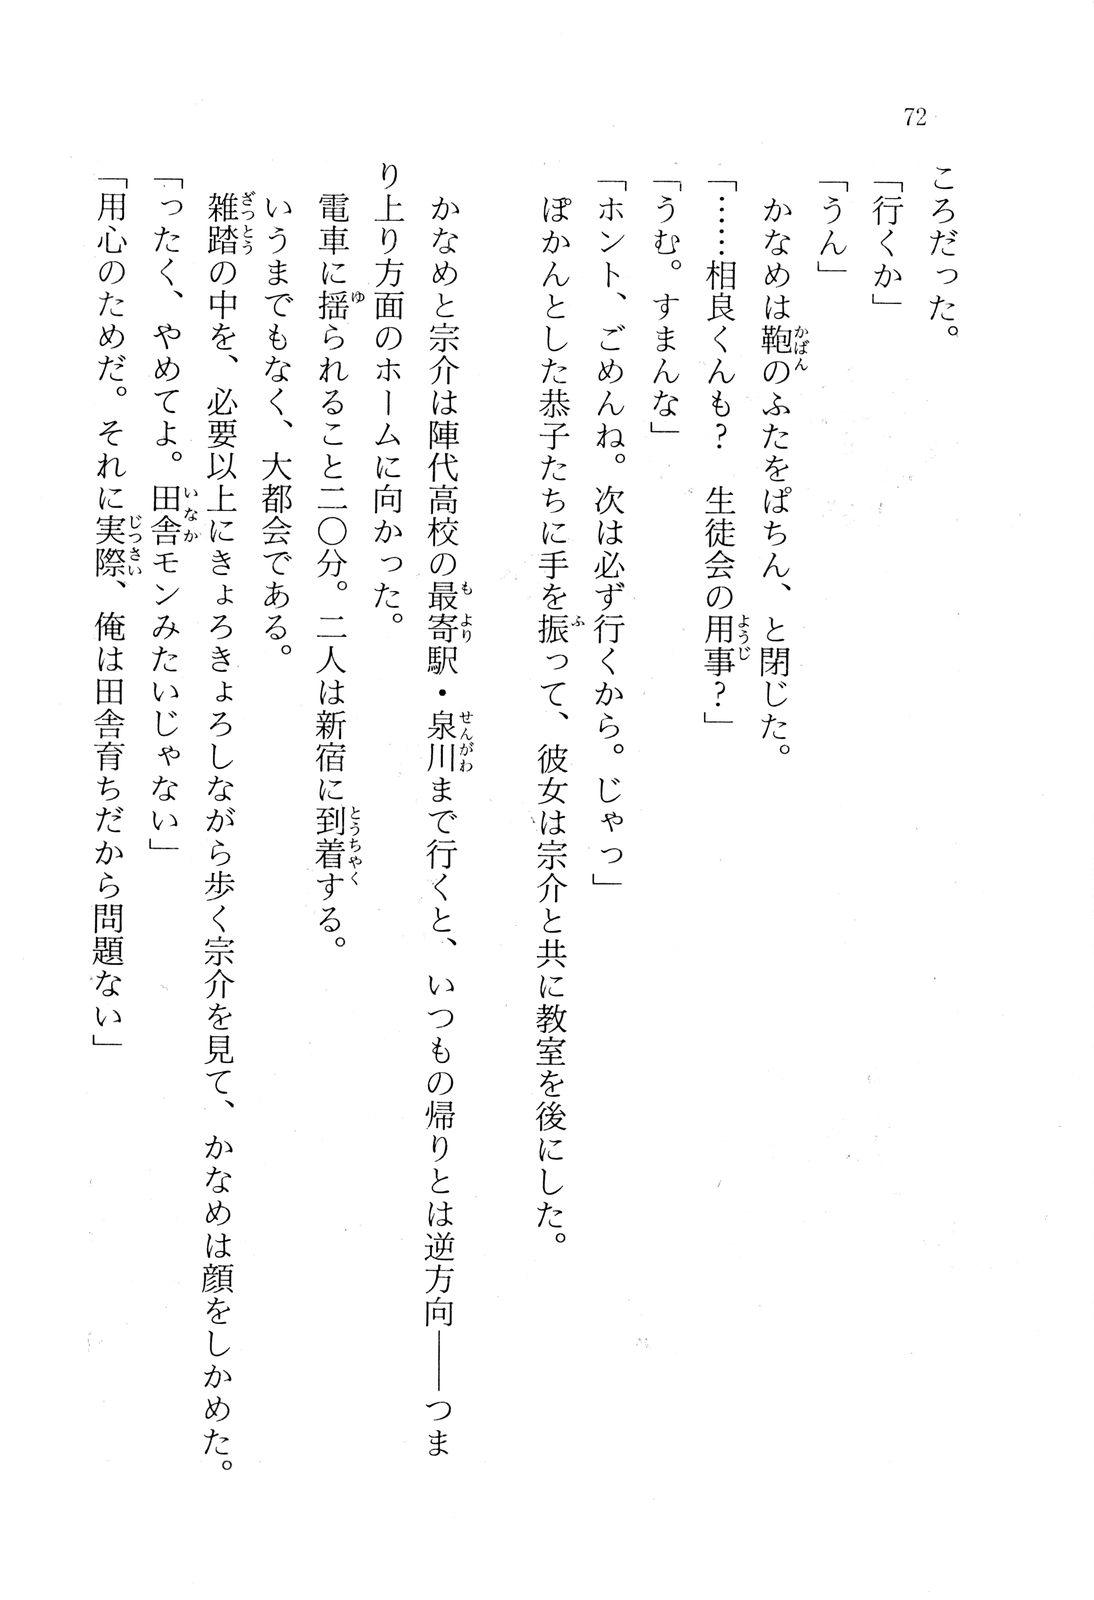 72
ころだった。
「行くか」
「うん」
かなめは鞄のふたをぱちん、と閉じた。
「……相良くんも？　生徒会の用事？」
「うむ。すまんな」
「ホント、ごめんね。次は必ず行くから。じゃっ」
ぽかんとした恭子たちに手を振って、彼女は宗介と共に教室を後にした。
かなめと宗介は陣代高校の最寄駅・泉川まで行くと、いつもの帰りとは逆方向――つま
り上り方面のホームに向かった。
電車に揺られること二〇分。二人は新宿に到着する。
いうまでもなく、大都会である。
雑踏の中を、必要以上にきょろきょろしながら歩く宗介を見て、かなめは顔をしかめた。
「ったく、やめてよ。田舎モンみたいじゃない」
「用心のためだ。それに実際、俺は田舎育ちだから問題ない」